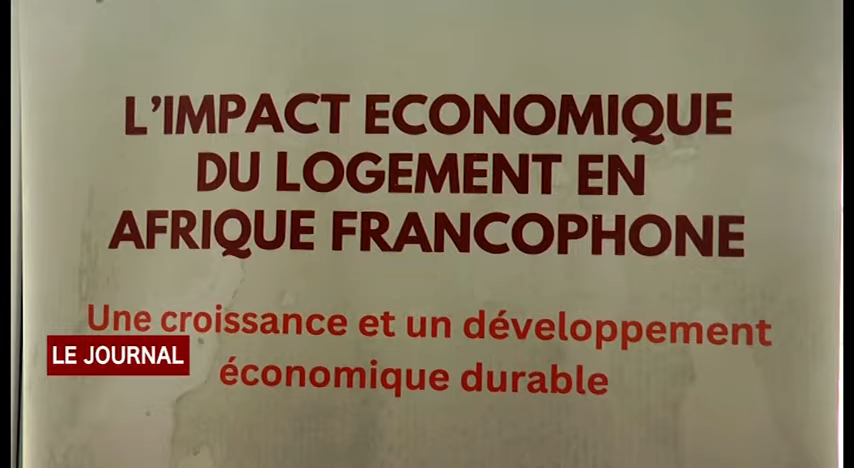 L'IMPACT ECONOMIQUE
DU LOGEMENT EN
AFRIQUE FRANCOPHONE
Une croissance et un développement
LE JOURNAL
économique durable